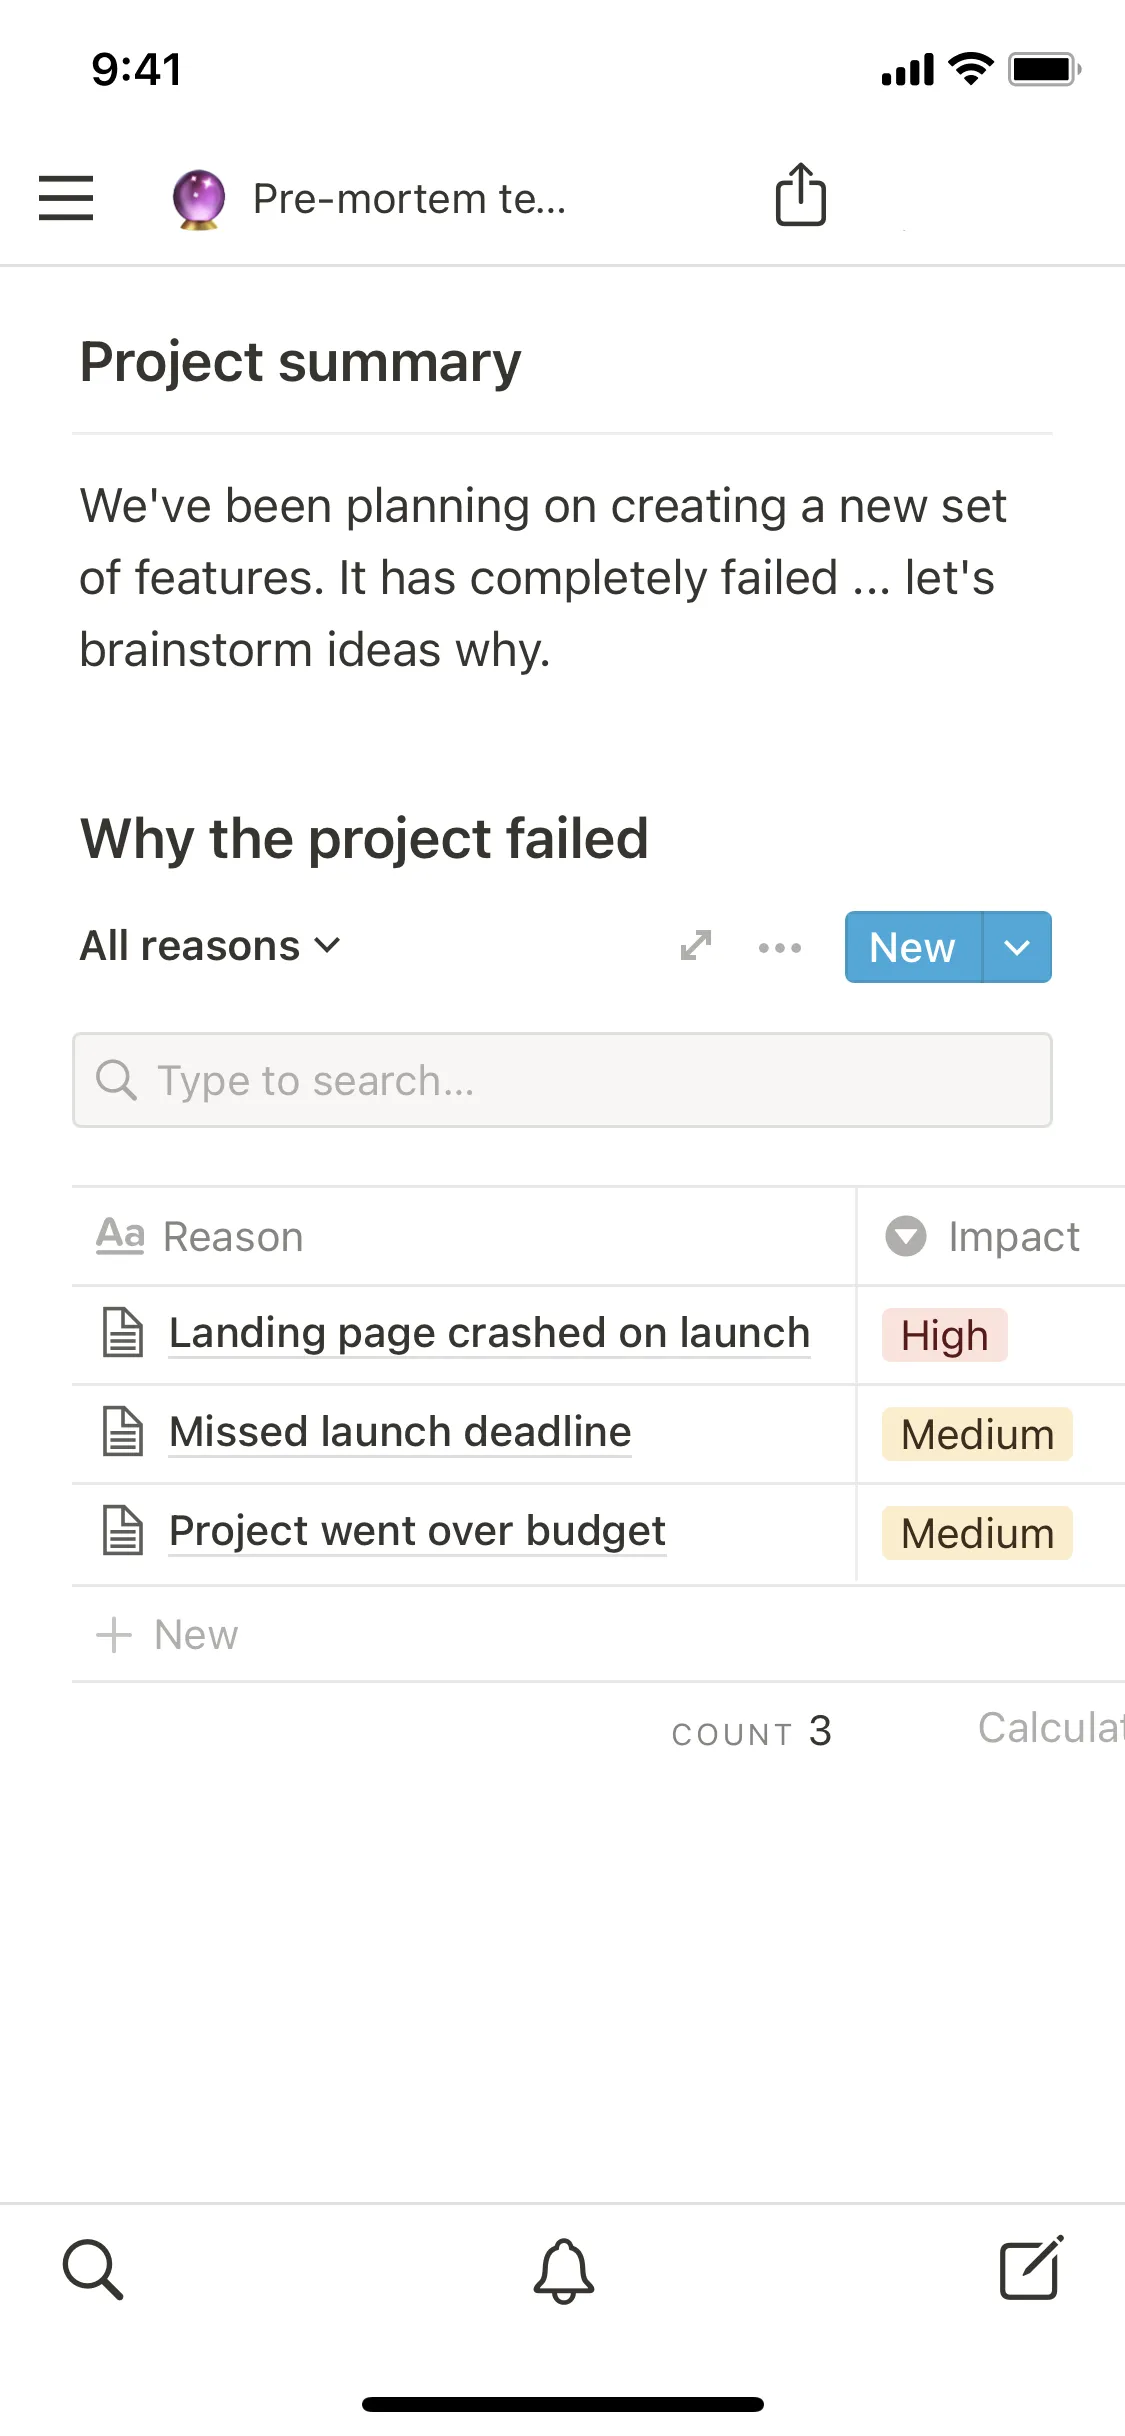 9:41
Pre-mortem te...
Project summary
We've been planning on creating a new set
of features. It has completely failed ... let's
brainstorm ideas why.
Why the project failed
All reasons
New
Type to search...
Aa Reason
Impact
Landing page crashed on launch
High
Missed launch deadline
Medium
Project went over budget
Medium
+ New
COUNT 3
Calculat